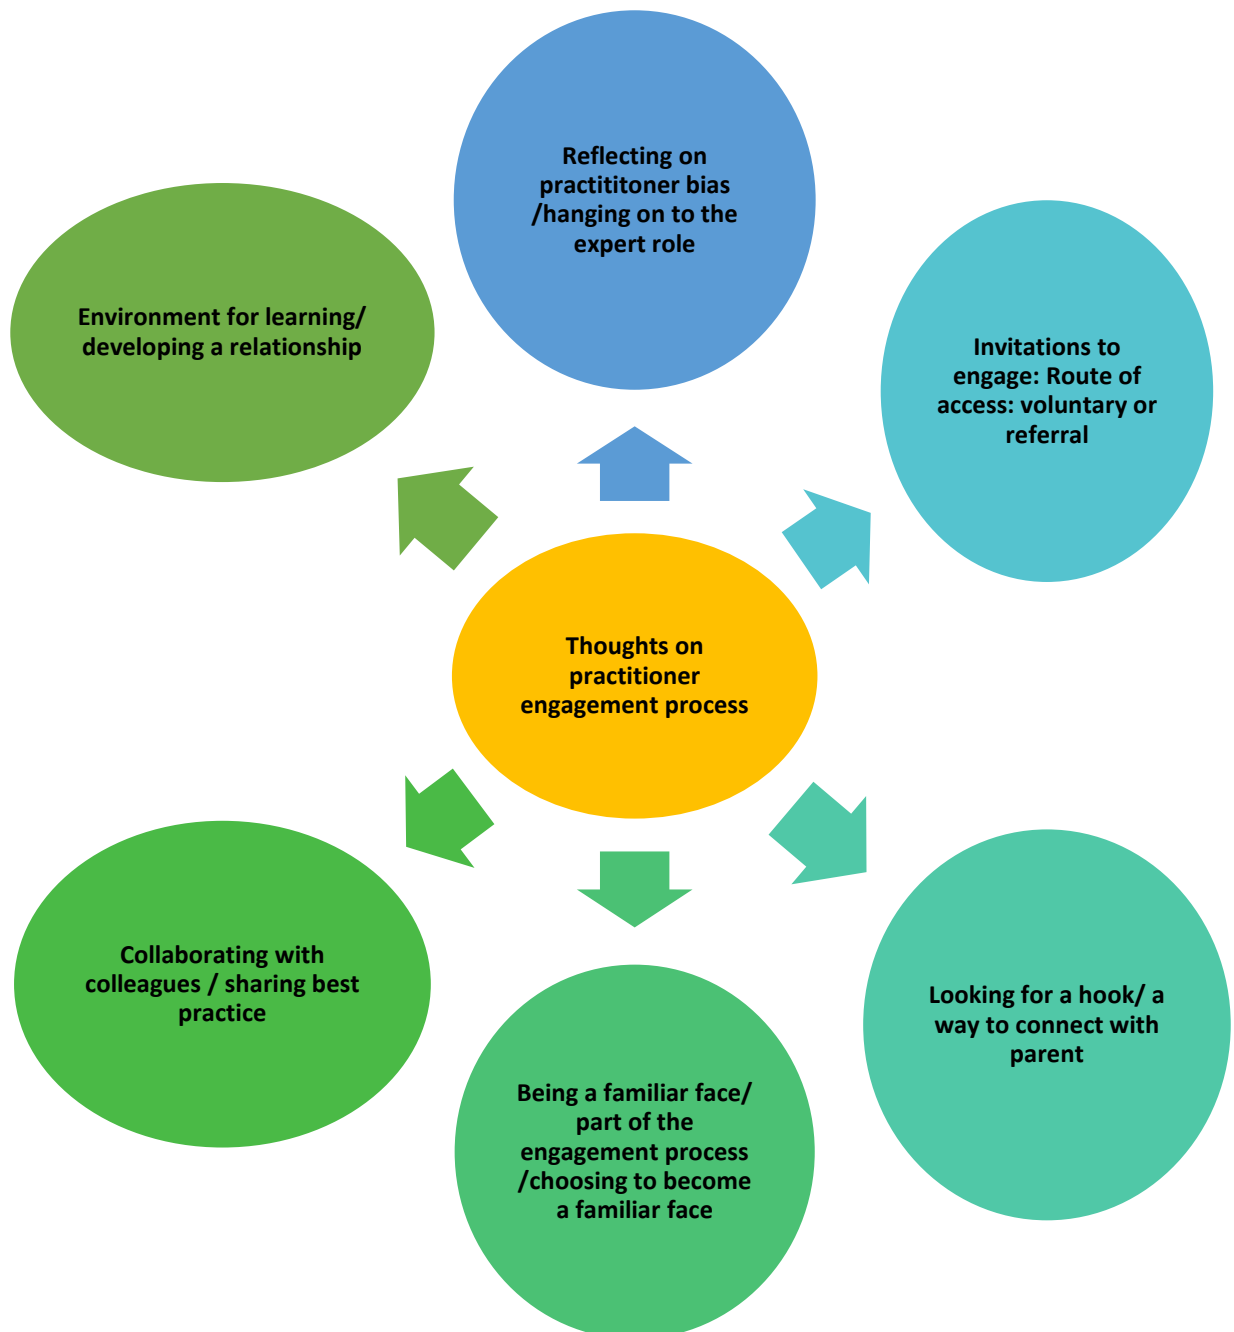 Reflecting on
practititoner bias
/hanging on to the
expert role
Invitations to
engage: Route of
access: voluntary or
referral
Looking for a hook/ a
way to connect with
parent
Being a familiar face/
part of the
engagement process
/choosing to become
a familiar face
Collaborating with
colleagues / sharing best
practice
Environment for learning/
developing a relationship
Thoughts on
practitioner
engagement process